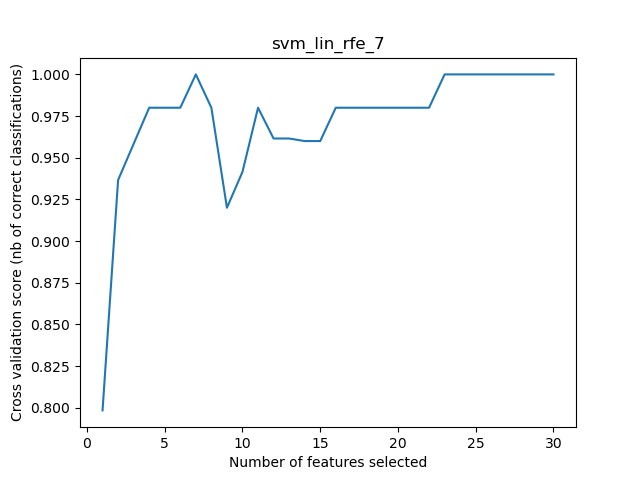 svm_lin_rfe_7
Cross validation score (nb of correct classifications)
1.000
0.975
0.950
0.925
0.900
0.875
0.850
0.825
0.800
0 5 10 15 20 25 30
Number of features selected